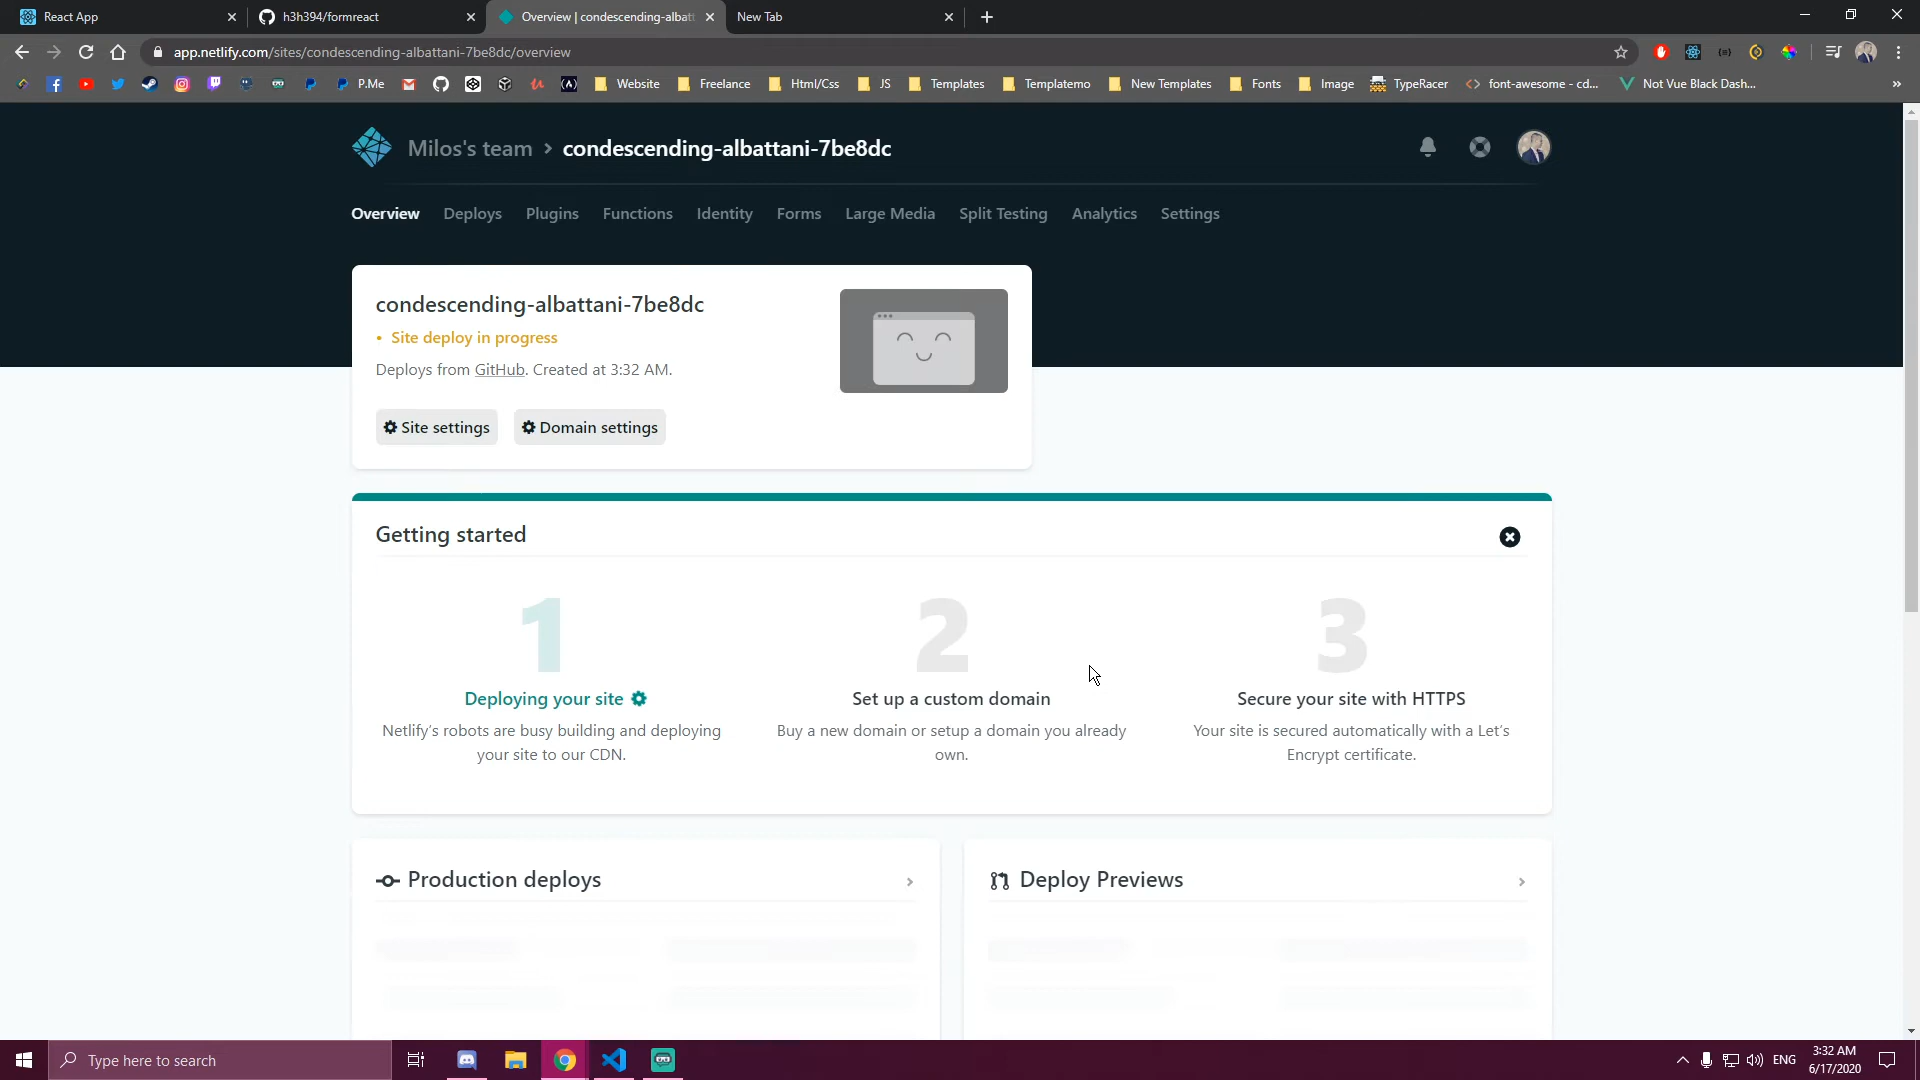 React App
h3h394/formreact
Overview | condescending-albatt
New Tab
app.netlify.com/sites/condescending-albattani-7be8dc/overview
P.Me
Website
Freelance
Html/Css
JS
Templates
Templatemo
New Templates
Fonts
Image
TypeRacer
font-awesome - cd...
Not Vue Black Dash...
Milos's team > condescending-albattani-7be8dc
Overview Deploys Plugins Functions Identity Forms Large Media Split Testing Analytics Settings
condescending-albattani-7be8dc
• Site deploy in progress
Deploys from GitHub. Created at 3:32 AM.
Site settings
Domain settings
Getting started
1
Deploying your site
Netlify's robots are busy building and deploying
your site to our CDN.
2
Set up a custom domain
Buy a new domain or setup a domain you already
own.
3
Secure your site with HTTPS
Your site is secured automatically with a Let's
Encrypt certificate.
Production deploys
Deploy Previews
Type here to search
ENG
3:32 AM
6/17/2020